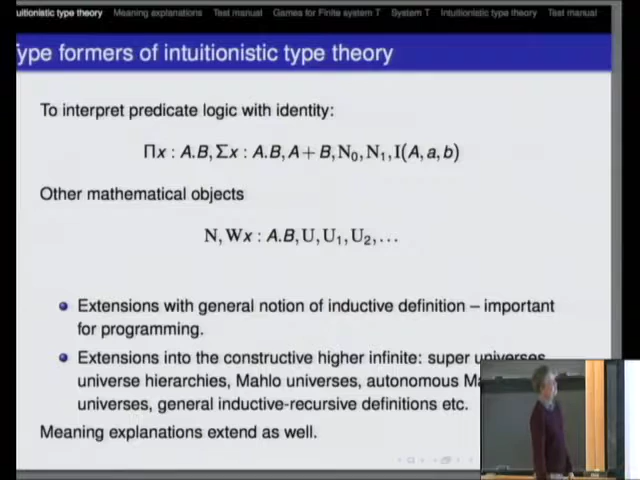 uitionistic type theory Meaning explanations Test manual Games for Finite system T System T Intuitionistic type theory Test manual
ype formers of intuitionistic type theory
To interpret predicate logic with identity:
Πx : A.B, Σx : A.B, A + B, N₀, N₁, I(A, a, b)
Other mathematical objects
N, Wx : A.B, U, U₁, U₂, . . .
Extensions with general notion of inductive definition – important
for programming.
Extensions into the constructive higher infinite: super universes,
universe hierarchies, Mahlo universes, autonomous
universes, general inductive-recursive definitions etc.
Meaning explanations extend as well.